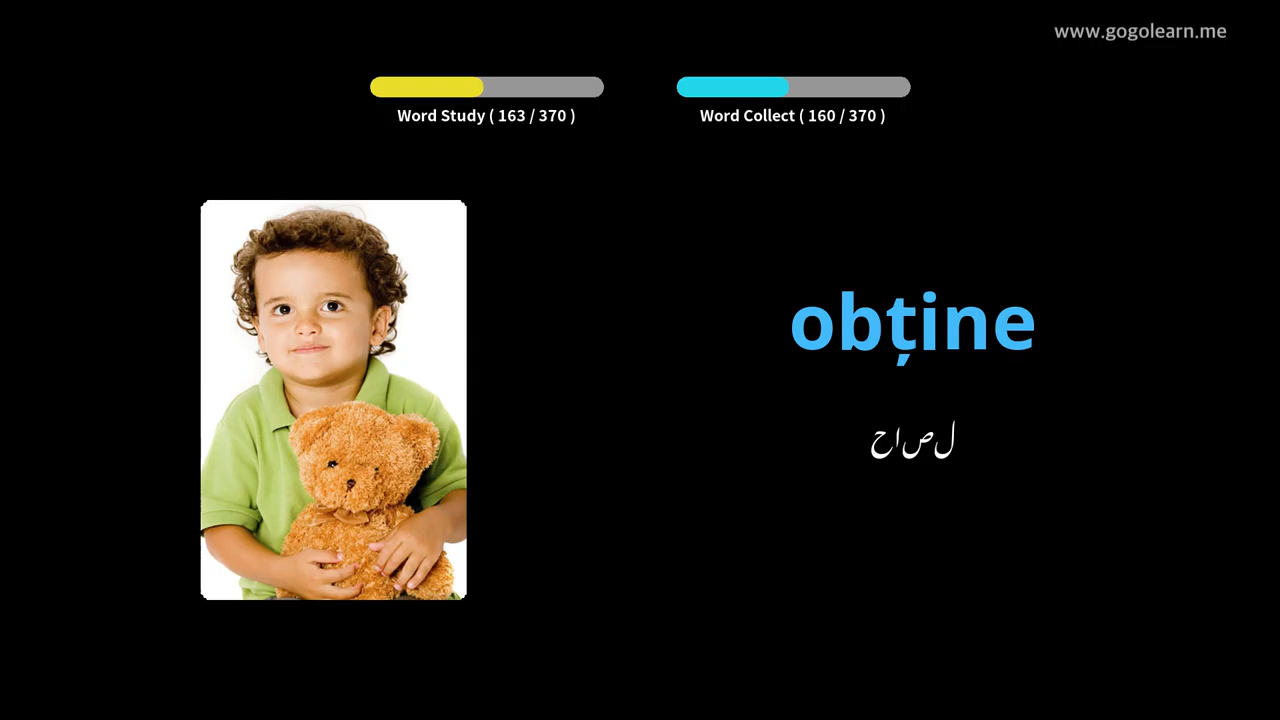 www.gogolearn.me
Word Study ( 163 / 370 )
Word Collect ( 160 / 370 )
obține
حاصل